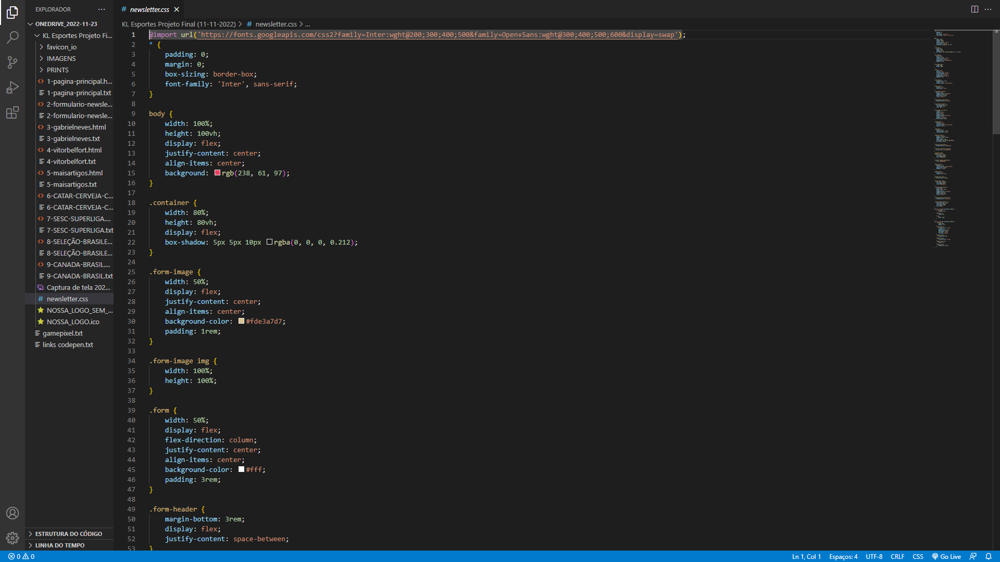 EXPLORADOR
ONEDRIVE_2022-11-23
KL Esportes Projeto Fi...
favicon_io
IMAGENS
PRINTS
1-pagina-principal.h...
1-pagina-principal.txt
2-formulario-newsle...
2-formulario-newsle...
3-gabrielneves.html
3-gabrielneves.txt
4-vitorbelfort.html
4-vitorbelfort.txt
5-maisartigos.html
5-maisartigos.txt
6-CATAR-CERVEJA-C...
6-CATAR-CERVEJA-C...
7-SESC-SUPERLIGA....
7-SESC-SUPERLIGA.txt
8-SELEÇÃO-BRASILE...
8-SELEÇÃO-BRASILE...
9-CANADA-BRASIL....
9-CANADA-BRASIL.txt
Captura de tela 202...
# newsletter.css
NOSSA_LOGO_SEM_...
NOSSA_LOGO.ico
gamepixel.txt
links codepen.txt
ESTRUTURA DO CÓDIGO
LINHA DO TEMPO
# newsletter.css
KL Esportes Projeto Final (11-11-2022) > # newsletter.css > ...
1 @import url('https://fonts.googleapis.com/css2?family=Inter:wght@200;300;400;500&family=Open+Sans:wght@300;400;500;600&display=swap');
2 * {
3 padding: 0;
4 margin: 0;
5 box-sizing: border-box;
6 font-family: 'Inter', sans-serif;
7 }
8
9 body {
10 width: 100%;
11 height: 100vh;
12 display: flex;
13 justify-content: center;
14 align-items: center;
15 background: rgb(238, 61, 97);
16 }
17
18 .container {
19 width: 80%;
20 height: 80vh;
21 display: flex;
22 box-shadow: 5px 5px 10px rgba(0, 0, 0, 0.212);
23 }
24
25 .form-image {
26 width: 50%;
27 display: flex;
28 justify-content: center;
29 align-items: center;
30 background-color: #fde3a7d7;
31 padding: 1rem;
32 }
33
34 .form-image img {
35 width: 100%;
36 height: 100%;
37 }
38
39 .form {
40 width: 50%;
41 display: flex;
42 flex-direction: column;
43 justify-content: center;
44 align-items: center;
45 background-color: #fff;
46 padding: 3rem;
47 }
48
49 .form-header {
50 margin-bottom: 3rem;
51 display: flex;
52 justify-content: space-between;
53 }
0 0
Ln 1, Col 1 Espaços: 4 UTF-8 CRLF CSS Go Live